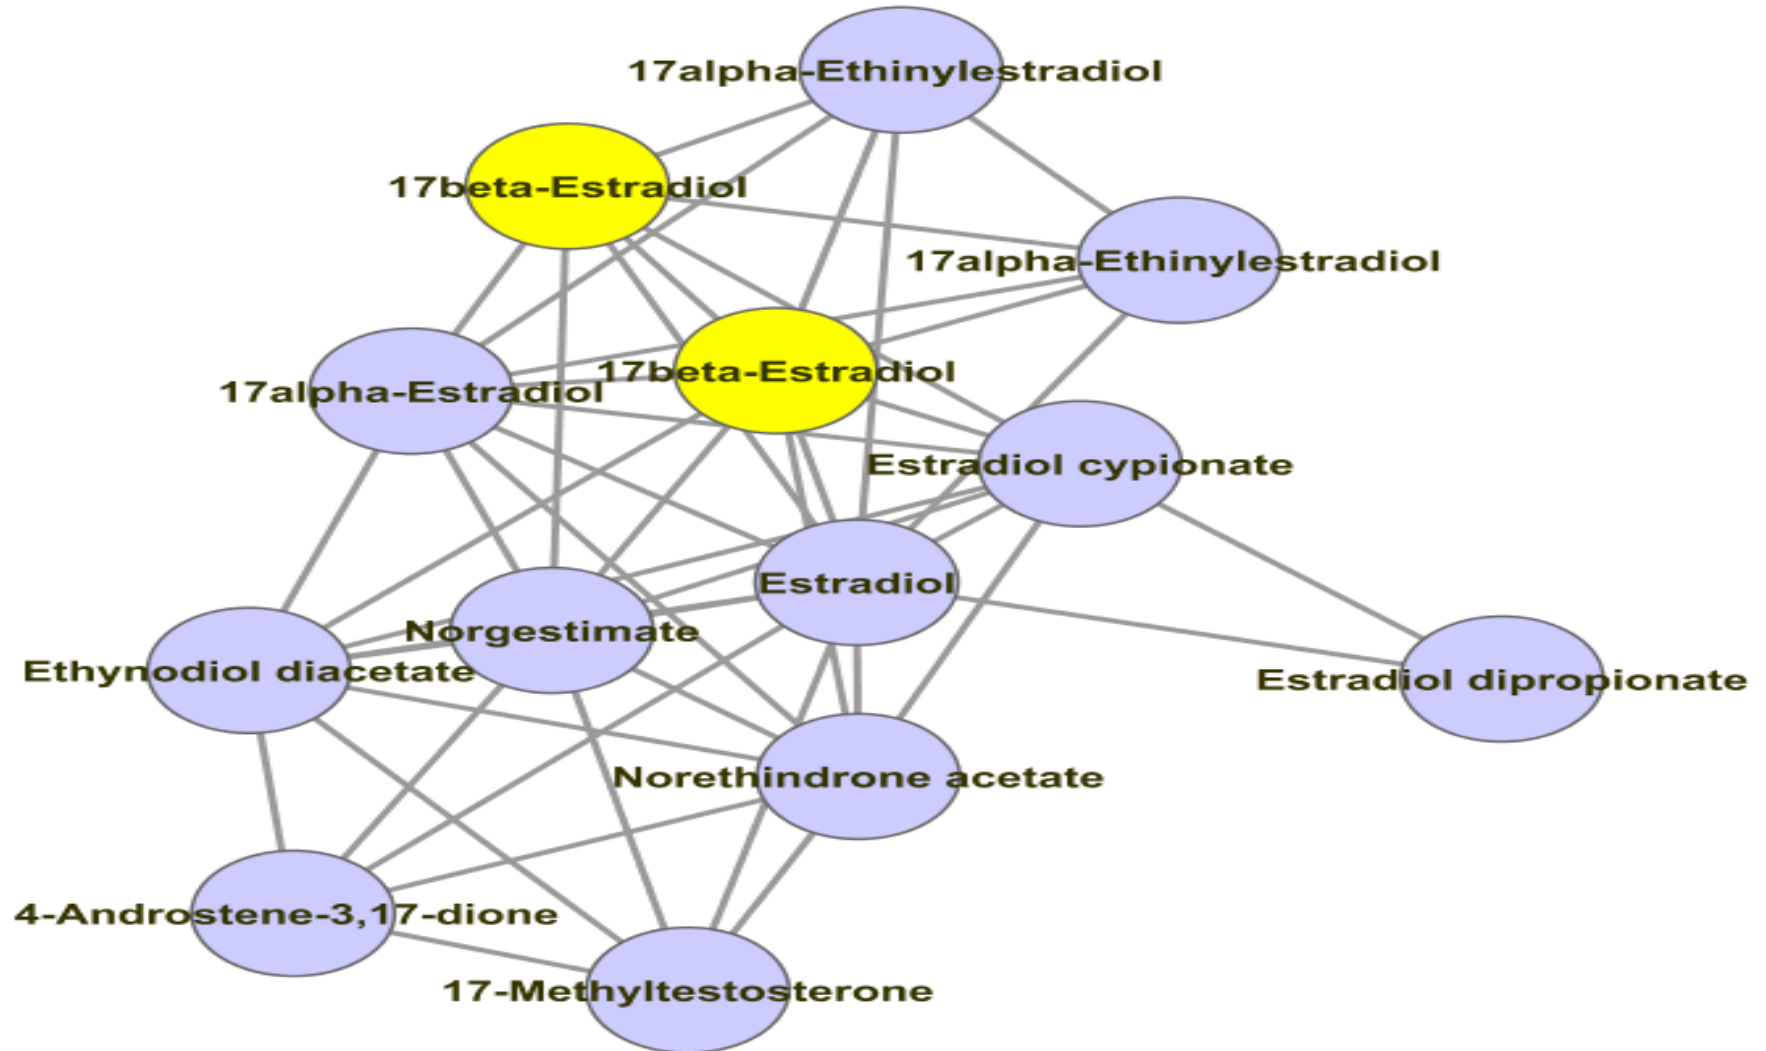 17alpha-Ethinylestradiol
17beta-Estradiol
17alpha-Ethinylestradiol
17beta-Estradiol
17alpha-Estradiol
Estradiol cypionate
Estradiol
Norgestimate
Ethynodiol diacetate
Estradiol dipropionate
Norethindrone acetate
4-Androstene-3,17-dione
17-Methyltestosterone